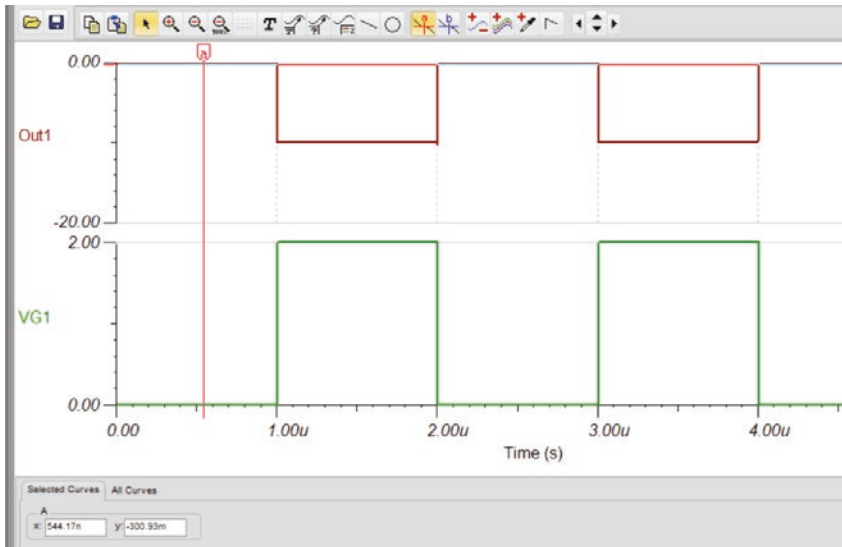 T
a
0.00
Out1
-20.00
2.00
VG1
0.00
0.00 1.00u 2.00u 3.00u 4.00u
Time (s)
Selected Curves All Curves
A
x: 544.17n y: -300.93m